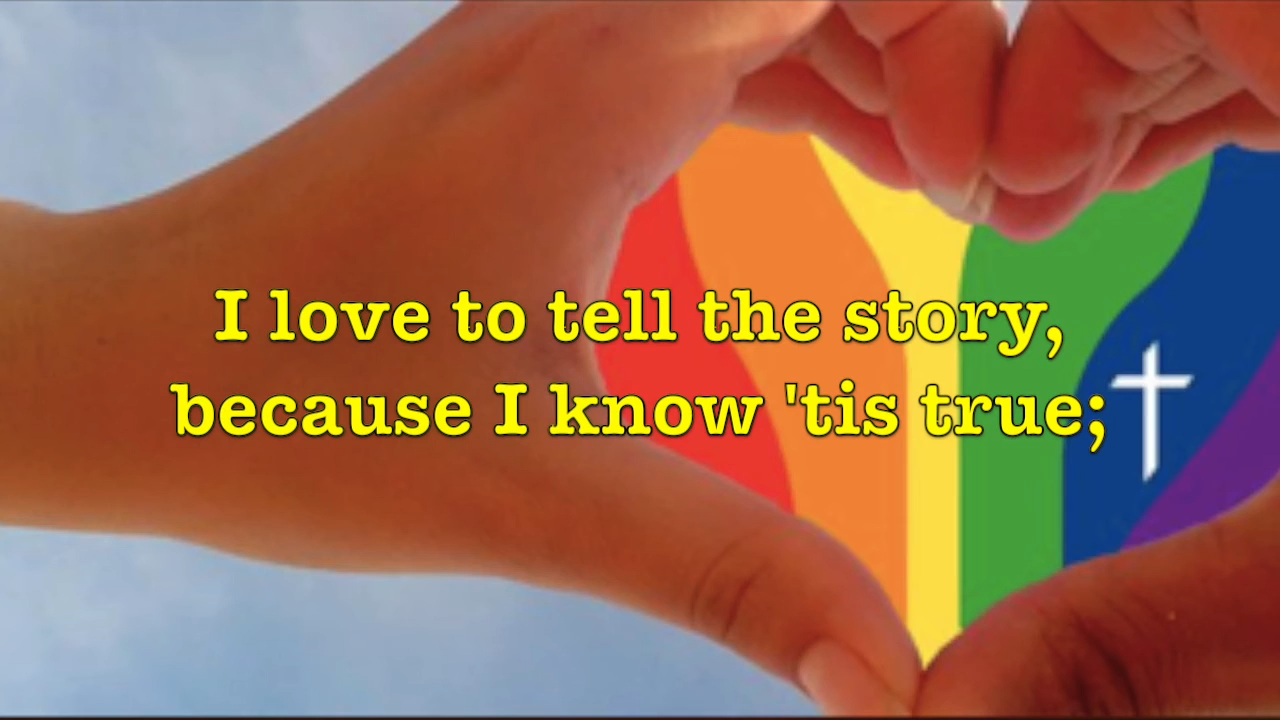 I love to tell the story,
because I know 'tis true;